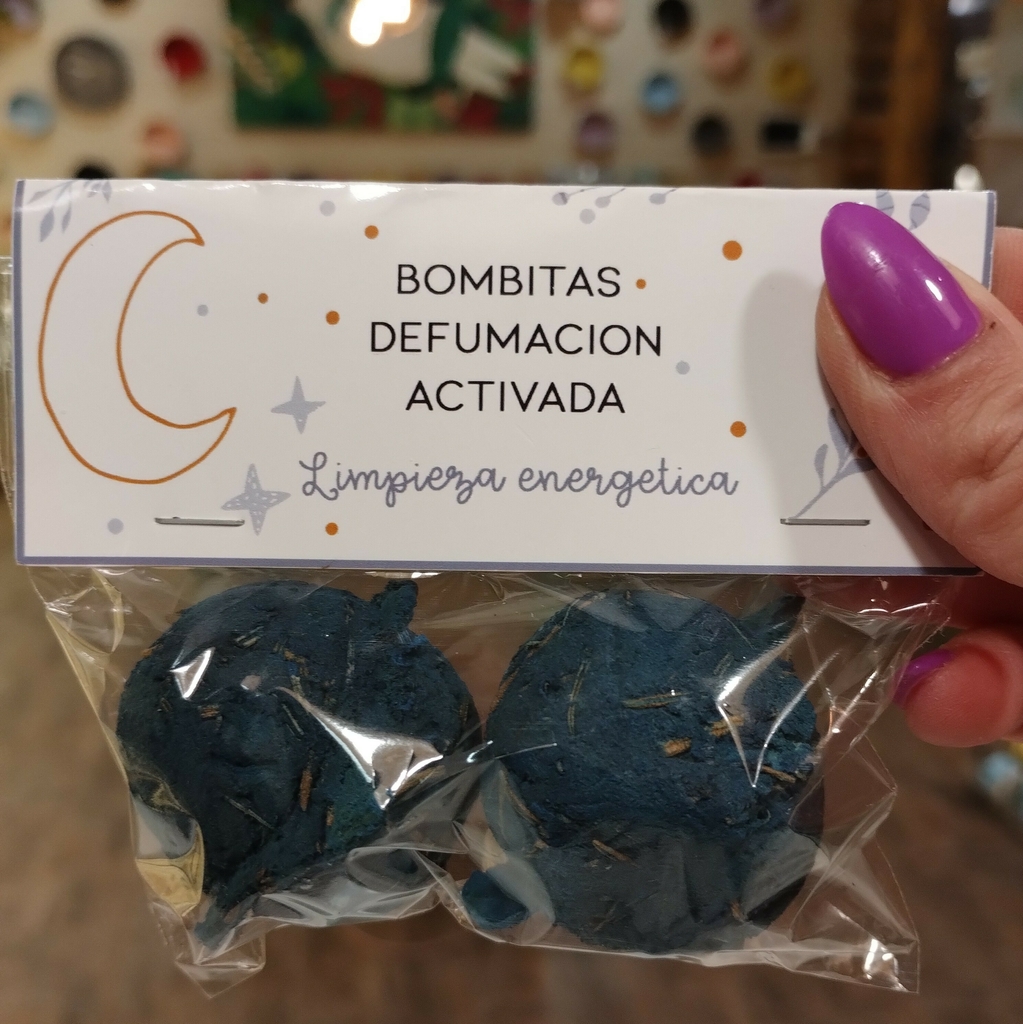 BOMBITAS
DEFUMACION
ACTIVADA
Limpieza energetica